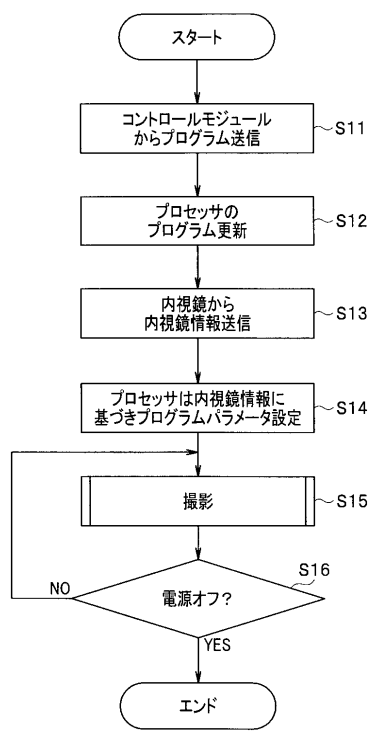 スタート
コントロールモジュール
からプログラム送信
S11
プロセッサの
プログラム更新
S12
内視鏡から
内視鏡情報送信
S13
プロセッサは内視鏡情報に
基づきプログラムパラメータ設定
S14
撮影
S15
S16
電源オフ?
NO
YES
エンド